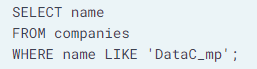 SELECT name
FROM companies
WHERE name LIKE 'DataC_mp';